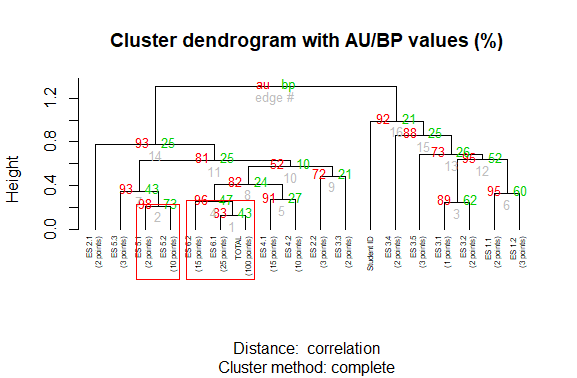 Cluster dendrogram with AU/BP values (%)
au bp
edge #
92 21
16
93 25
14
88 25
15
81 25
11
73 26
13
95 52
12
52 10
10
72 21
9
82 24
8
93 43
7
95 60
6
98 73
2
96 47
4
91 27
5
89 62
3
83 43
1
Height
0.0
0.4
0.8
1.2
ES 2.1
(2 points)
ES 5.3
(3 points)
ES 5.1
(2 points)
ES 5.2
(10 points)
ES 6.2
(15 points)
ES 6.1
(25 points)
TOTAL
(100 points)
ES 4.1
(15 points)
ES 4.2
(10 points)
ES 2.2
(3 points)
ES 3.3
(2 points)
Student ID
ES 3.4
(2 points)
ES 3.5
(3 points)
ES 3.1
(1 points)
ES 3.2
(2 points)
ES 1.1
(2 points)
ES 1.2
(3 points)
Distance: correlation
Cluster method: complete